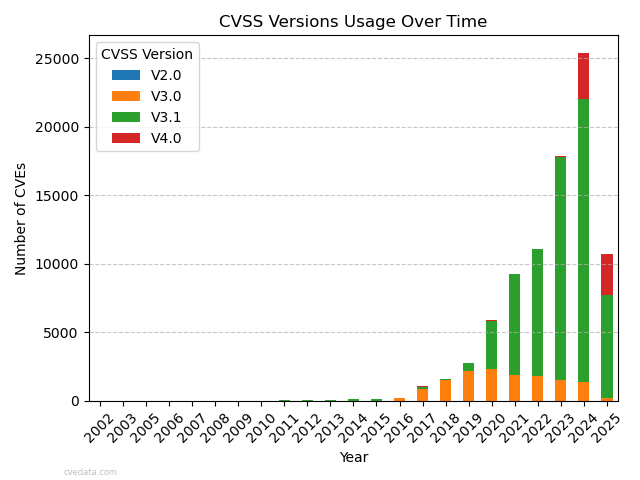 CVSS Versions Usage Over Time
CVSS Version
V2.0
V3.0
V3.1
V4.0
Number of CVEs
25000
20000
15000
10000
5000
0
2002 2003 2005 2006 2007 2008 2009 2010 2011 2012 2013 2014 2015 2016 2017 2018 2019 2020 2021 2022 2023 2024 2025
Year
cvedata.com